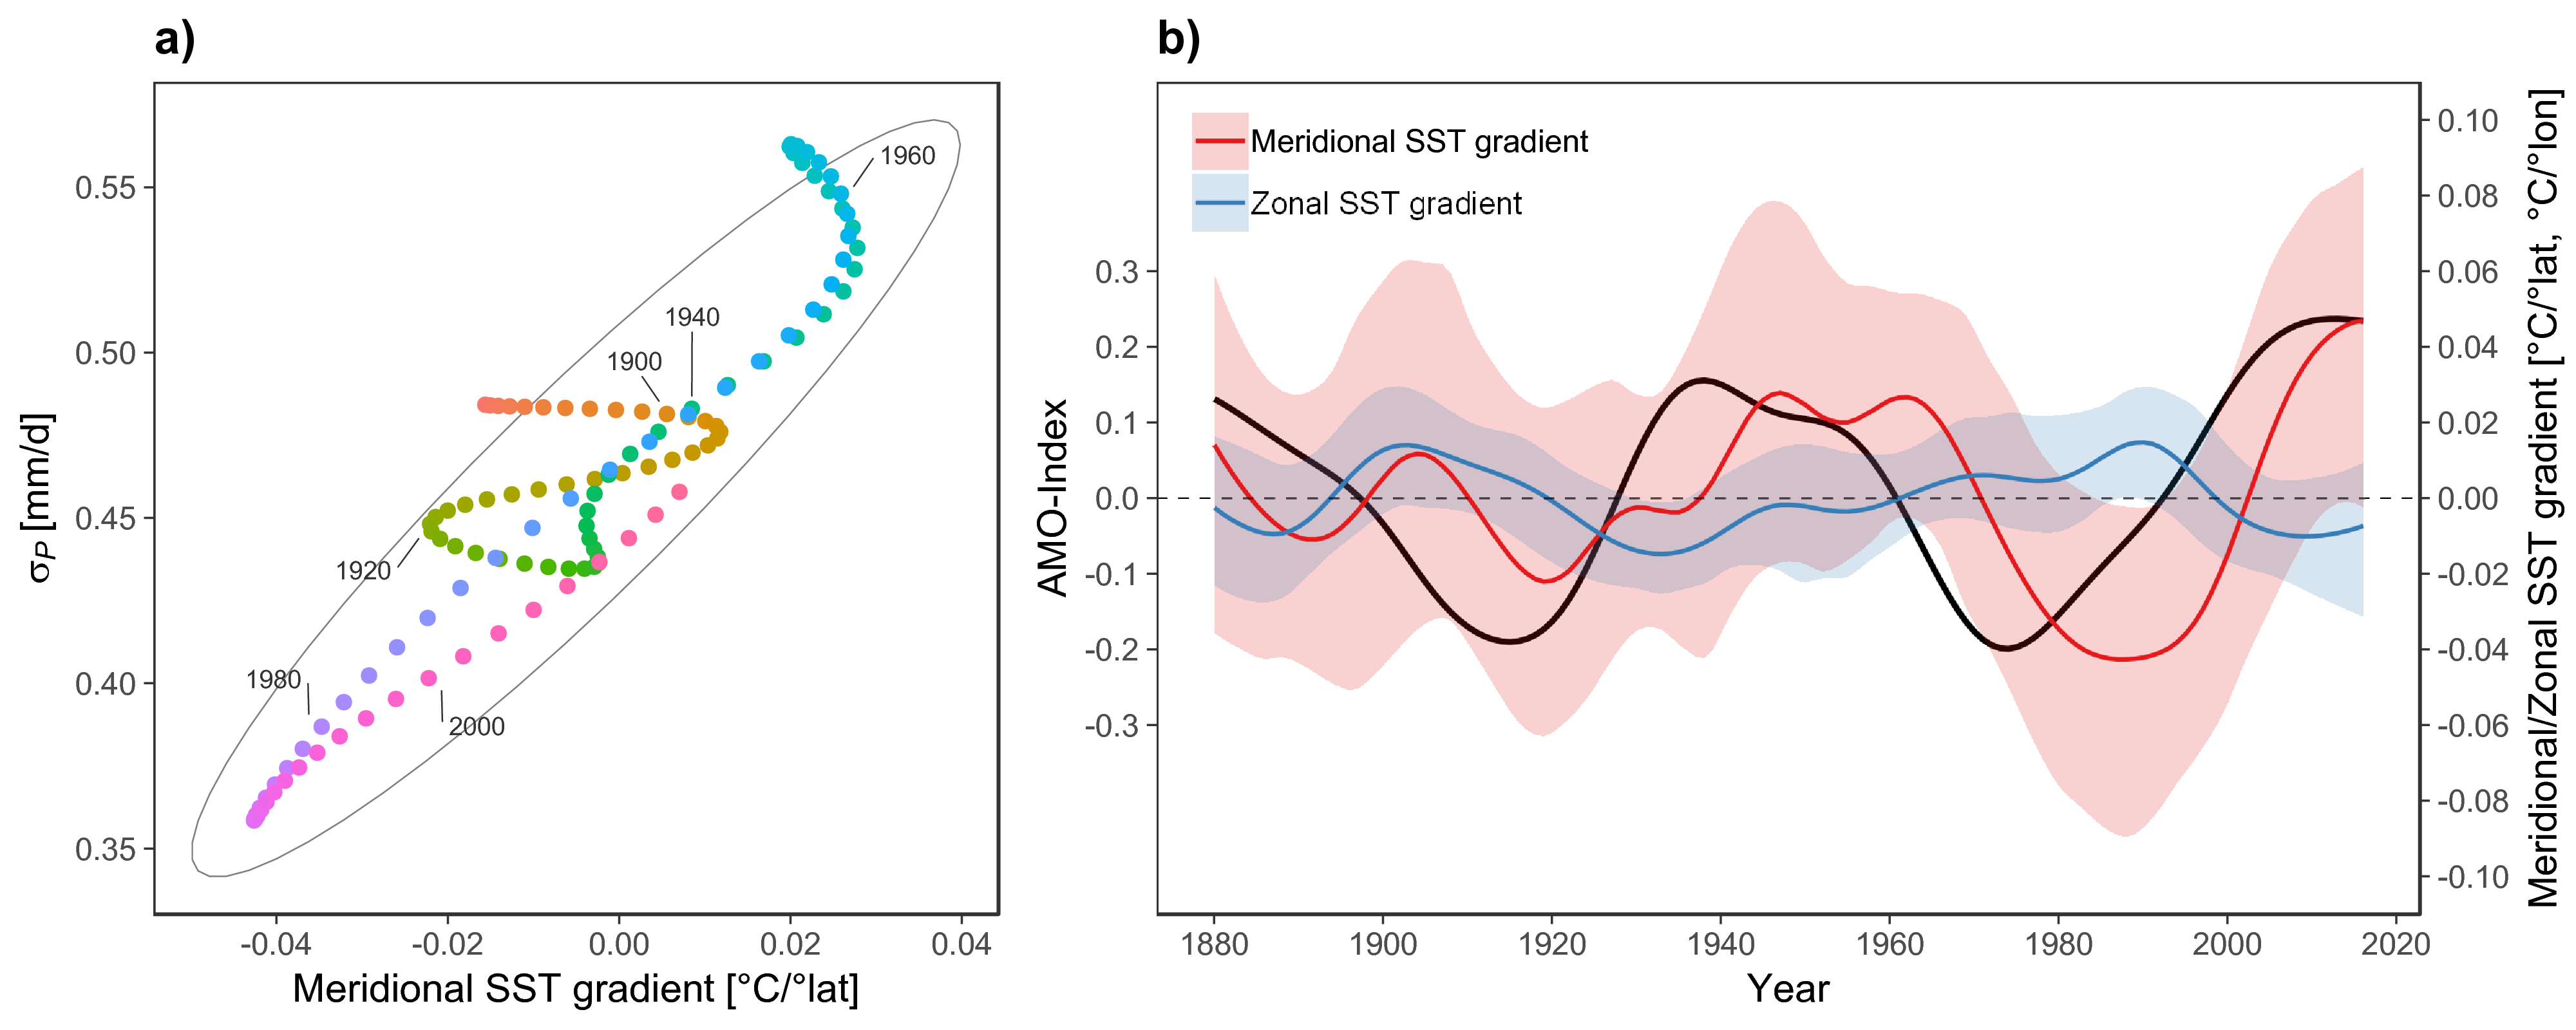 a)
0.55
0.50
0.45
0.40
0.35
σP [mm/d]
1960
1940
1900
1920
1980
2000
-0.04 -0.02 0.00 0.02 0.04
Meridional SST gradient [°C/°lat]
b)
Meridional SST gradient
Zonal SST gradient
0.3
0.2
0.1
0.0
-0.1
-0.2
-0.3
AMO-Index
0.10
0.08
0.06
0.04
0.02
0.00
-0.02
-0.04
-0.06
-0.08
-0.10
Meridional/Zonal SST gradient [°C/°lat, °C/°lon]
1880 1900 1920 1940 1960 1980 2000 2020
Year